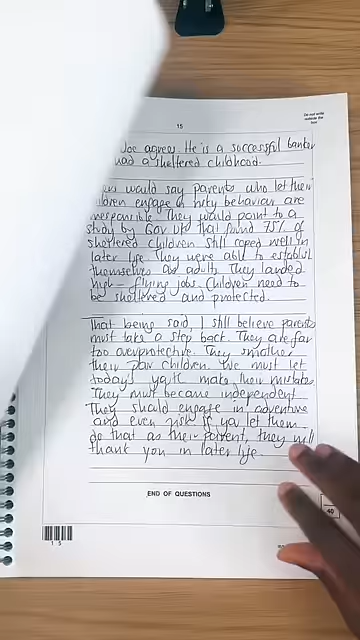 15
Do not write
outside the
box
Joe agrees. He is a successful banker
had a sheltered childhood.
would say parents who let their
children engage in risky behaviour are
irresponsible. They would point to a
study by Gov UK that found 75% of
sheltered children still coped well in
later life. They were able to establish
themselves as adults. They landed
high-flying jobs. Children need to
be sheltered and protected.
That being said, I still believe parents
must take a step back. They are far
too overprotective. They smother
their poor children. We must let
today's youth make their mistakes.
They must became independent.
They should engage in adventure
and even risk. If you let them
do that as their parent, they will
thank you in later life.
END OF QUESTIONS
40
1 5